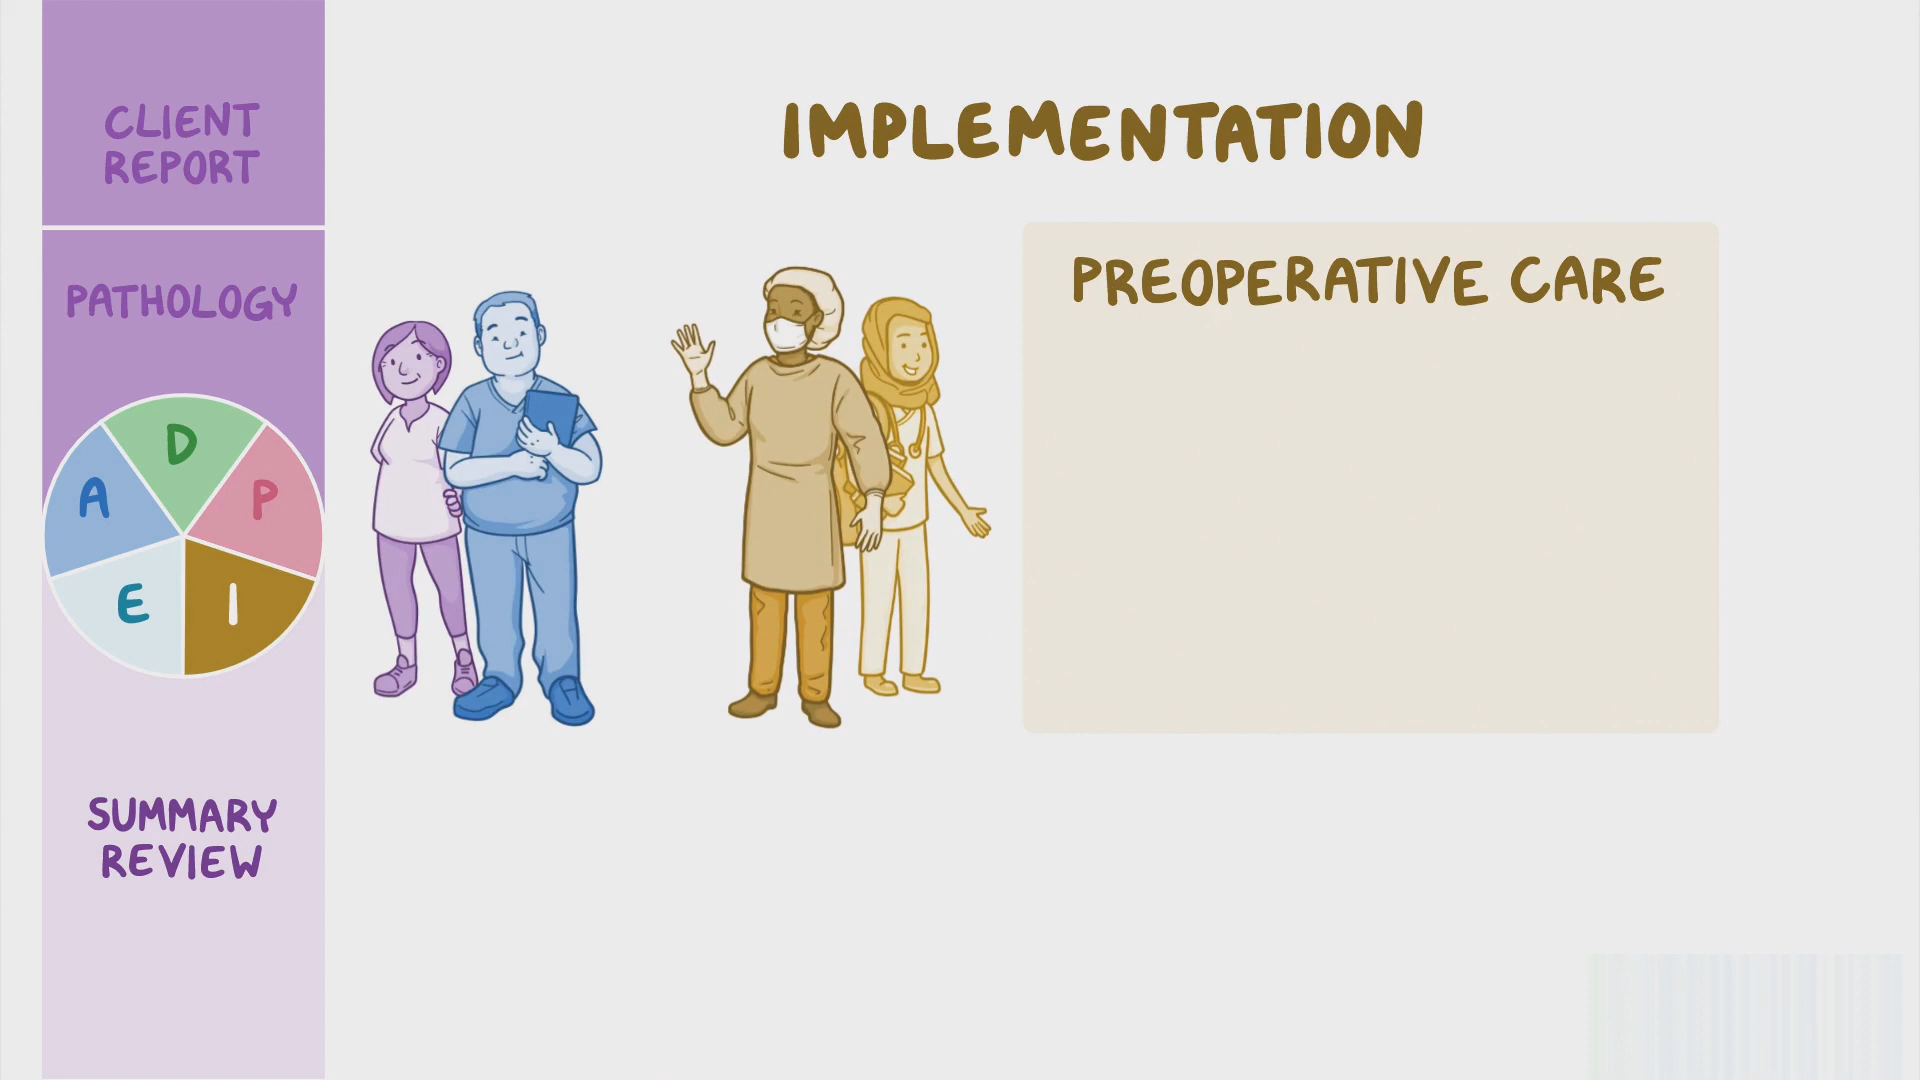 CLIENT
REPORT
PATHOLOGY
A
D
P
E
I
SUMMARY
REVIEW
IMPLEMENTATION
PREOPERATIVE CARE